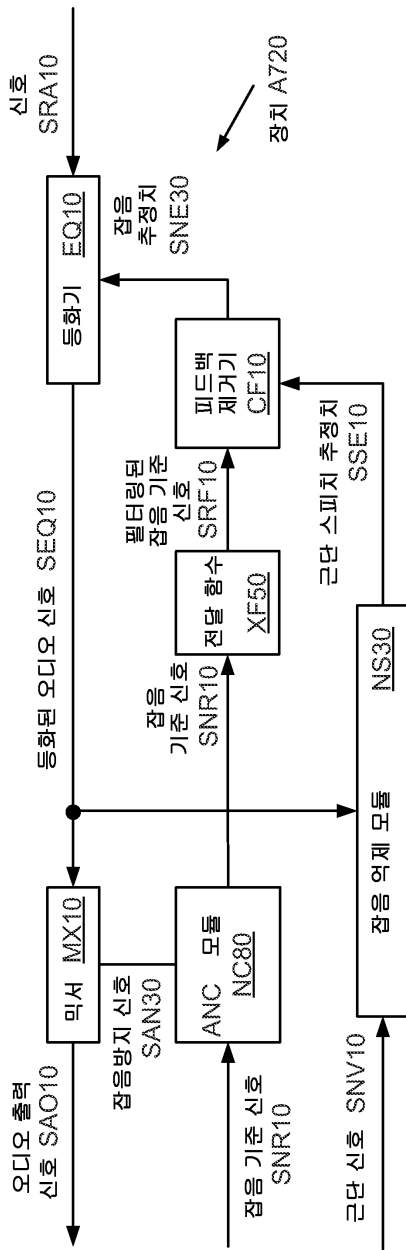 신호
SRA10
장치 A720
등화기 EQ10
잡음
추정치
SNE30
등화된 오디오 신호 SEQ10
피드백
제거기
CF10
필터링된
잡음 기준
신호
SRF10
전달 함수
XF50
잡음
기준 신호
SNR10
근단 스피치 추정치
SSE10
믹서 MX10
잡음방지 신호
SAN30
ANC 모듈
NC80
잡음 억제 모듈 NS30
오디오 출력
신호 SAO10
잡음 기준 신호
SNR10
근단 신호 SNV10